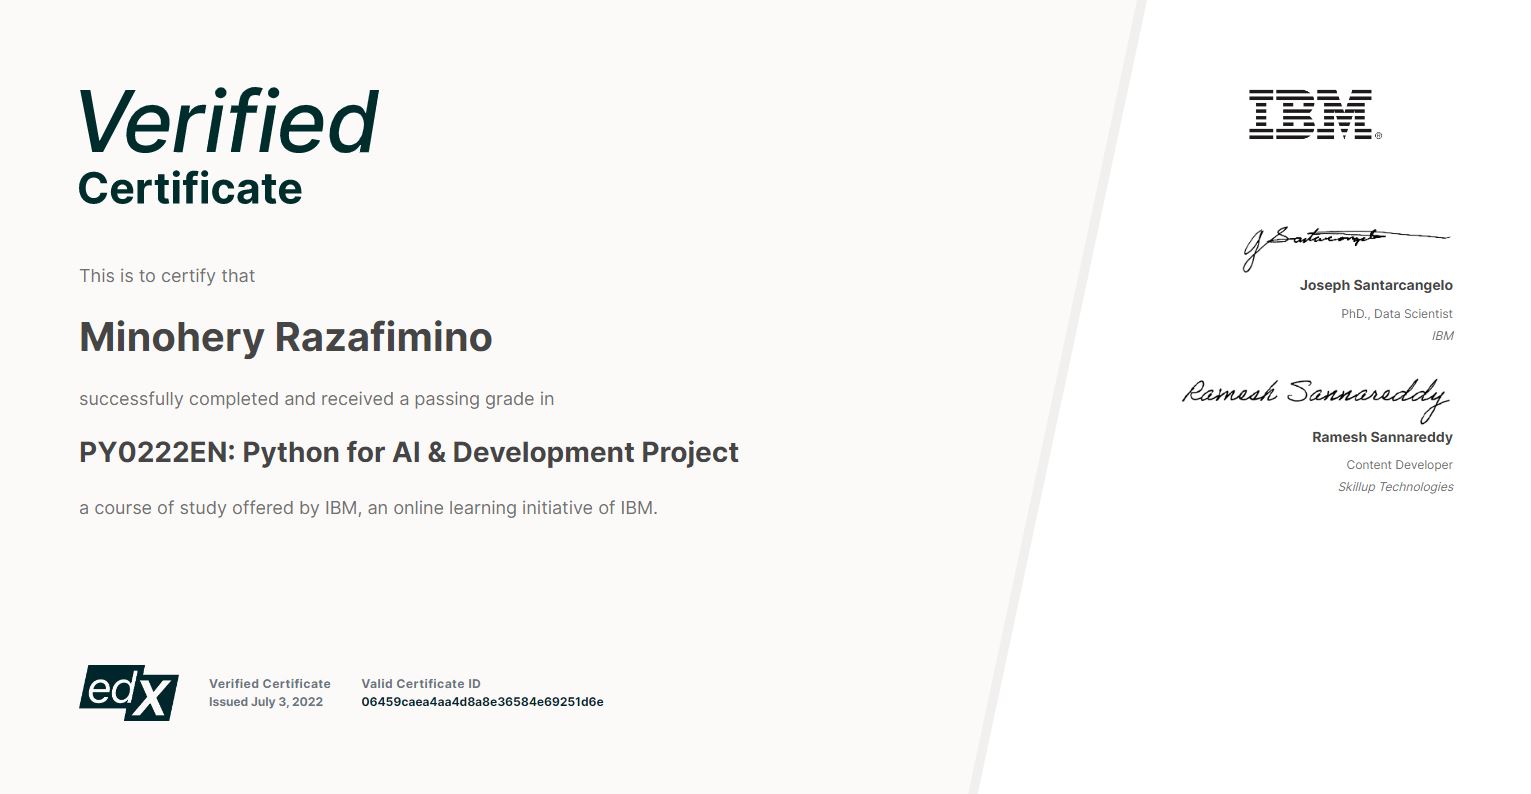 Verified
Certificate
This is to certify that
Minohery Razafimino
successfully completed and received a passing grade in
PY0222EN: Python for AI & Development Project
a course of study offered by IBM, an online learning initiative of IBM.
edX
Verified Certificate
Issued July 3, 2022
Valid Certificate ID
06459caea4aa4d8a8e36584e69251d6e
IBM®
J Santarcangelo
Joseph Santarcangelo
PhD., Data Scientist
IBM
Ramesh Sannareddy
Ramesh Sannareddy
Content Developer
Skillup Technologies